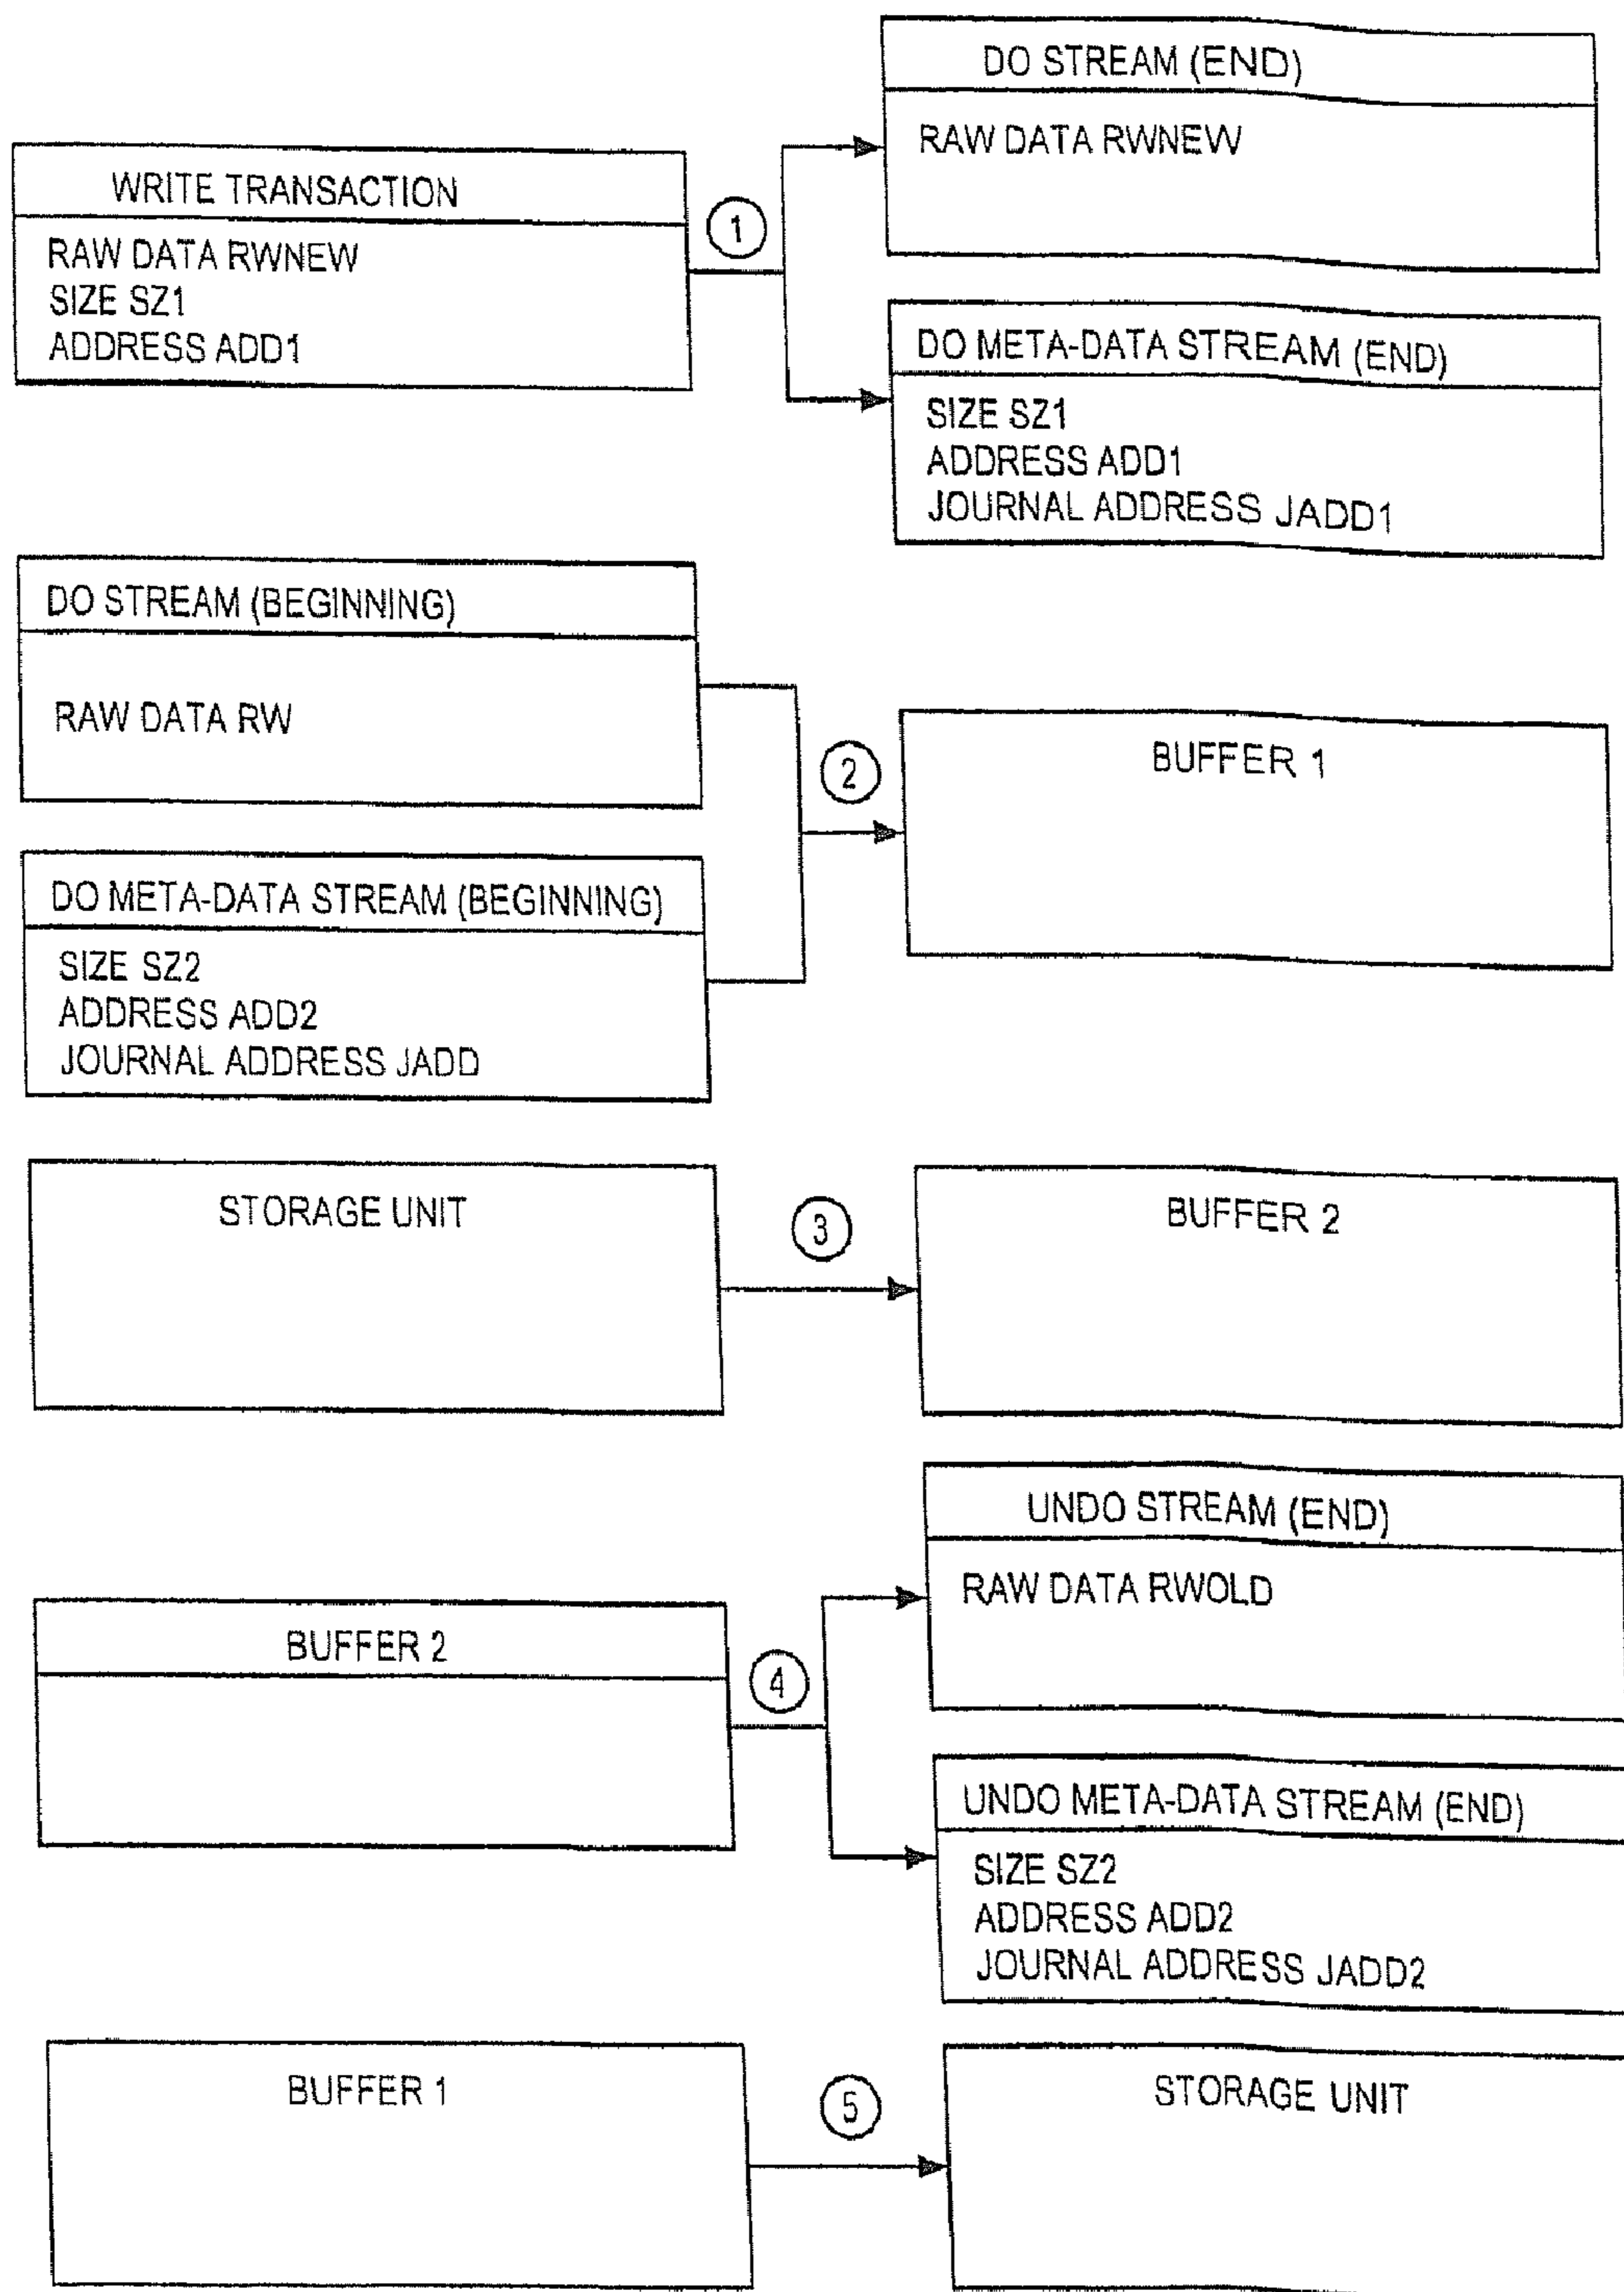 DO STREAM (END)
RAW DATA RWNEW
WRITE TRANSACTION
RAW DATA RWNEW
SIZE SZ1
ADDRESS ADD1
1
DO META-DATA STREAM (END)
SIZE SZ1
ADDRESS ADD1
JOURNAL ADDRESS JADD1
DO STREAM (BEGINNING)
RAW DATA RW
2
BUFFER 1
DO META-DATA STREAM (BEGINNING)
SIZE SZ2
ADDRESS ADD2
JOURNAL ADDRESS JADD
STORAGE UNIT
3
BUFFER 2
UNDO STREAM (END)
RAW DATA RWOLD
BUFFER 2
4
UNDO META-DATA STREAM (END)
SIZE SZ2
ADDRESS ADD2
JOURNAL ADDRESS JADD2
BUFFER 1
5
STORAGE UNIT